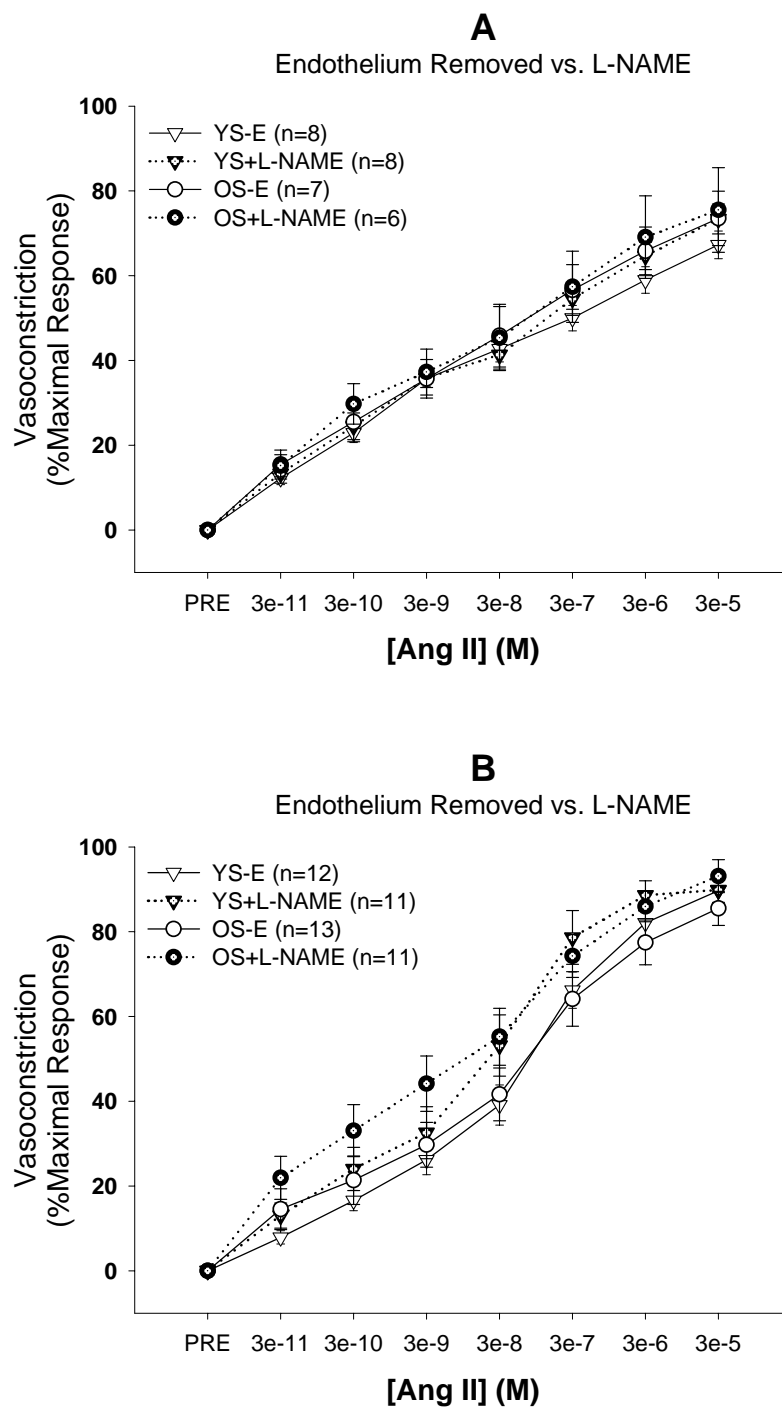 A
Endothelium Removed vs. L-NAME
100
80
60
40
20
0
Vasoconstriction
(%Maximal Response)
YS-E (n=8)
YS+L-NAME (n=8)
OS-E (n=7)
OS+L-NAME (n=6)
PRE 3e-11 3e-10 3e-9 3e-8 3e-7 3e-6 3e-5
[Ang II] (M)
B
Endothelium Removed vs. L-NAME
100
80
60
40
20
0
Vasoconstriction
(%Maximal Response)
YS-E (n=12)
YS+L-NAME (n=11)
OS-E (n=13)
OS+L-NAME (n=11)
PRE 3e-11 3e-10 3e-9 3e-8 3e-7 3e-6 3e-5
[Ang II] (M)